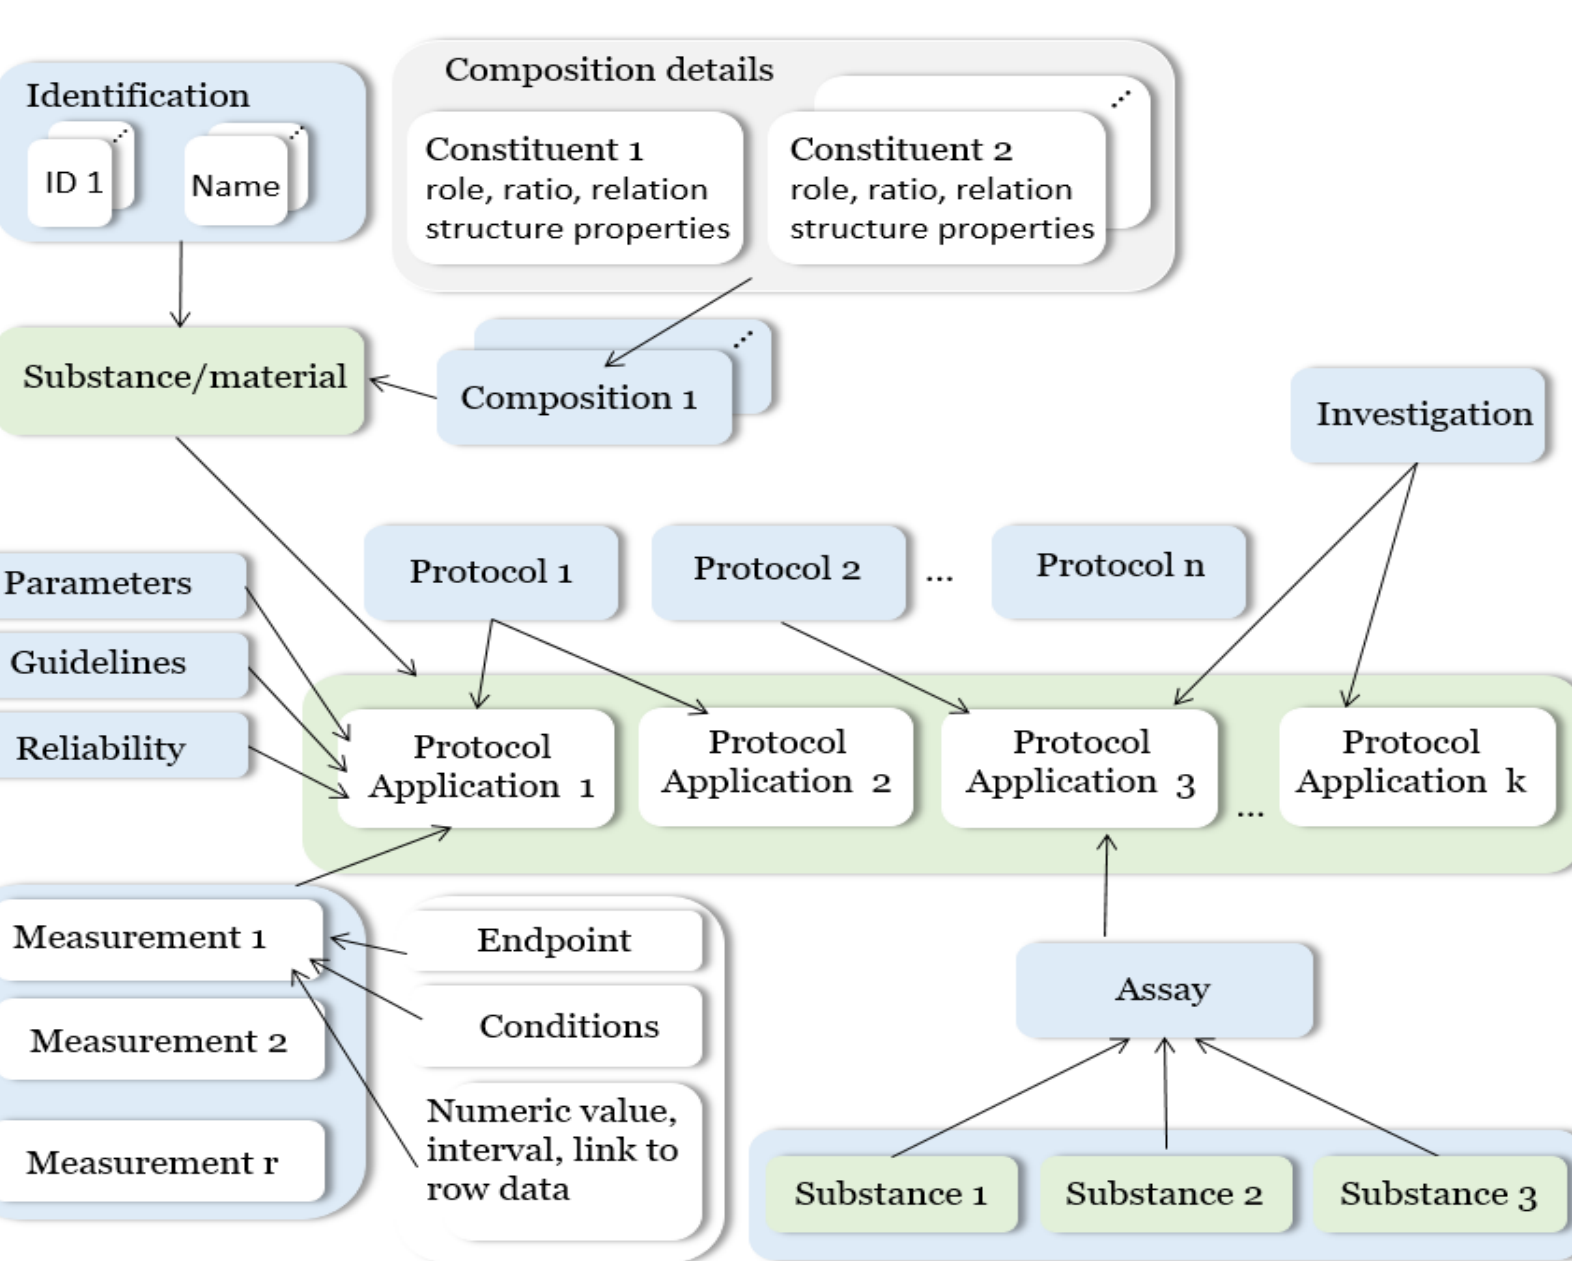 Identification
ID 1
Name
Composition details
Constituent 1
role, ratio, relation
structure properties
Constituent 2
role, ratio, relation
structure properties
Substance/material
Composition 1
Investigation
Protocol 1
Protocol 2
...
Protocol n
Parameters
Guidelines
Reliability
Protocol
Application 1
Protocol
Application 2
Protocol
Application 3
...
Protocol
Application k
Measurement 1
Measurement 2
Measurement r
Endpoint
Conditions
Numeric value,
interval, link to
row data
Assay
Substance 1
Substance 2
Substance 3